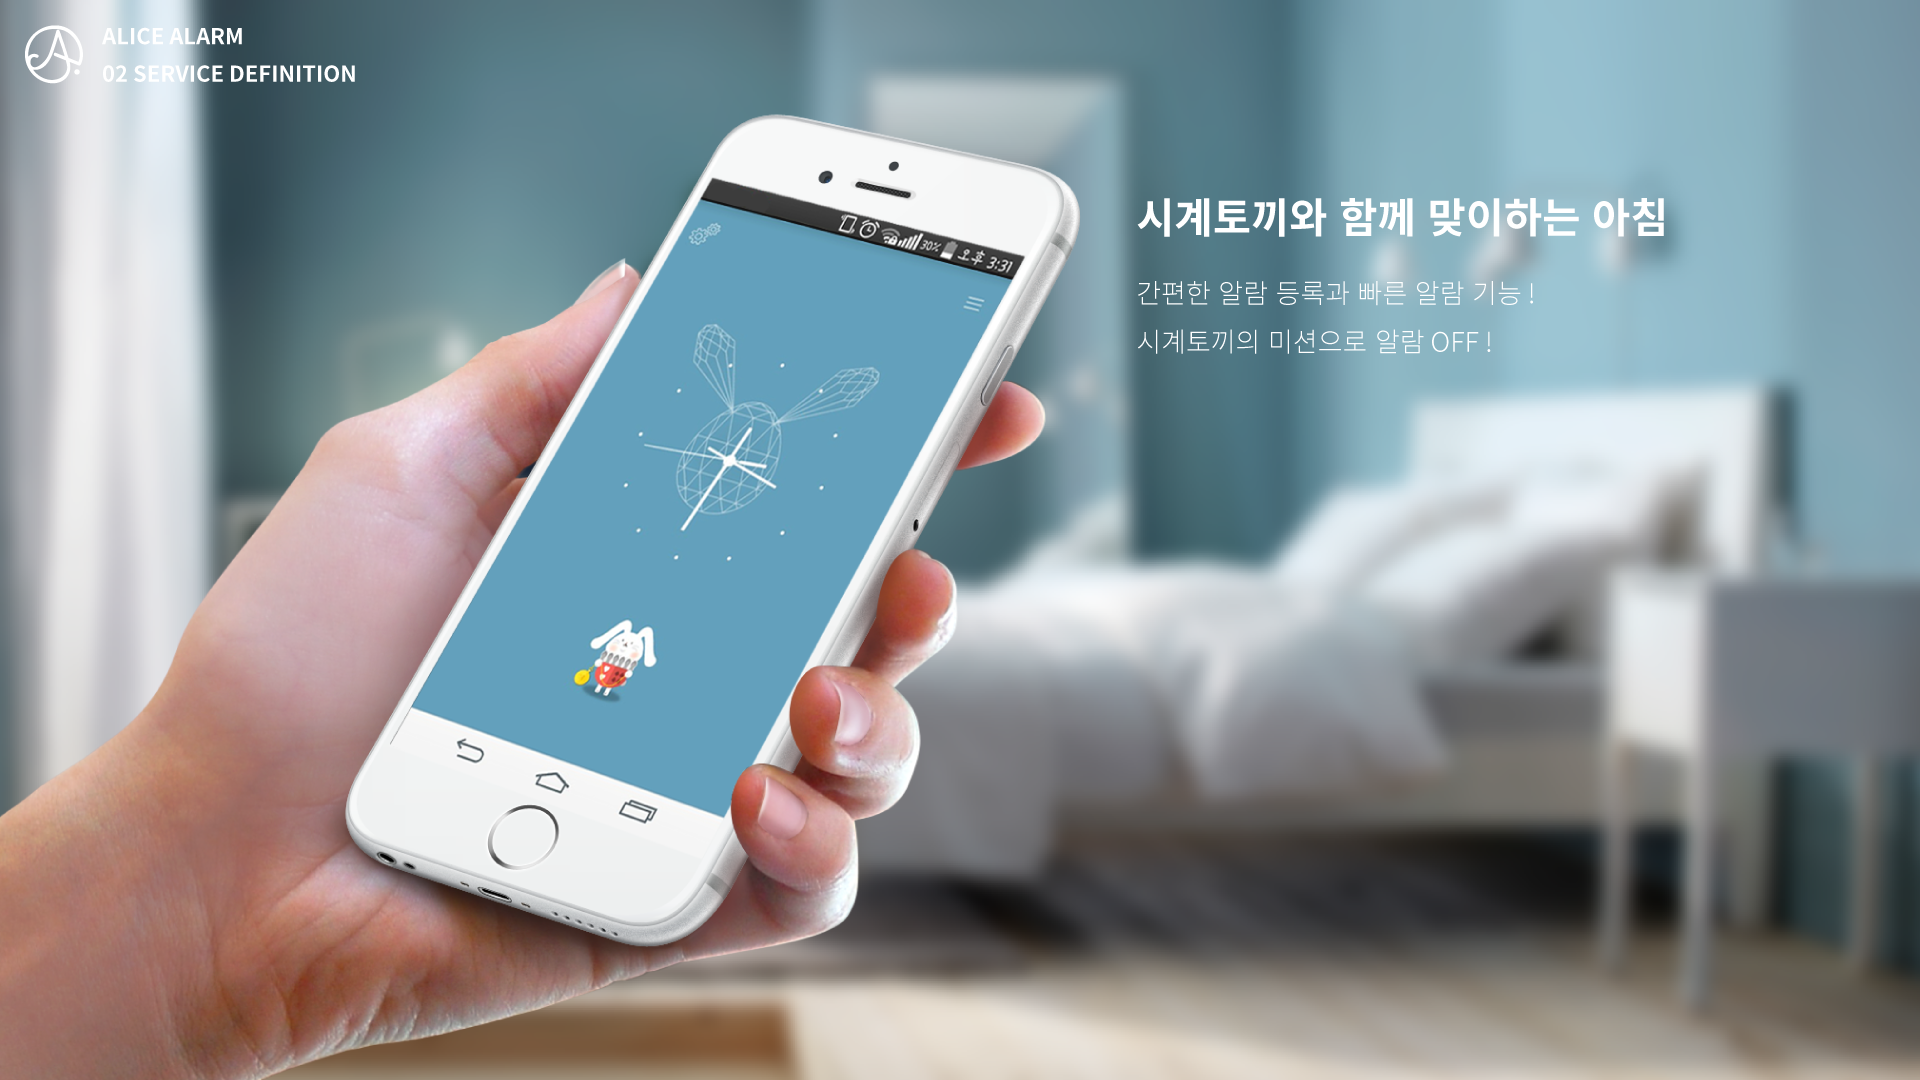 ALICE ALARM
02 SERVICE DEFINITION
30% 오후 3:31
시계토끼와 함께 맞이하는 아침
간편한 알람 등록과 빠른 알람 기능 !
시계토끼의 미션으로 알람 OFF !